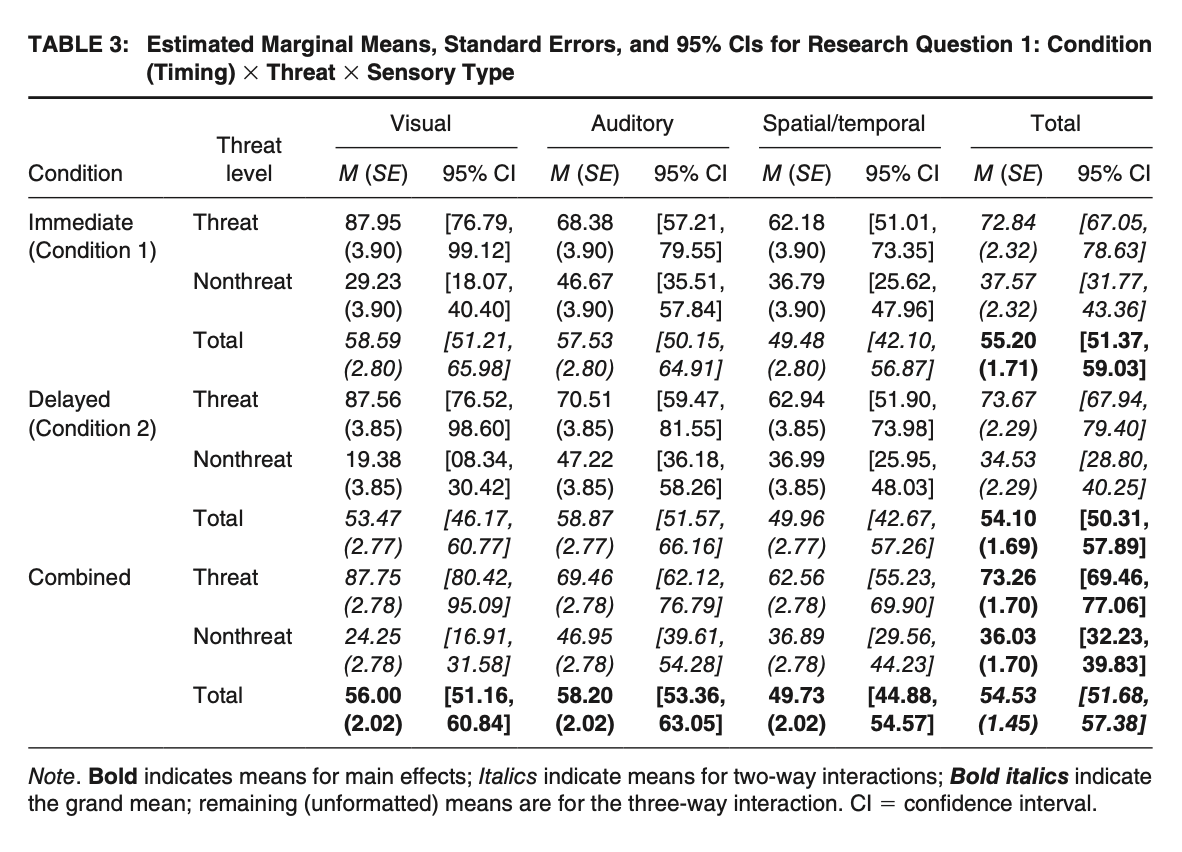 TABLE 3: Estimated Marginal Means, Standard Errors, and 95% CIs for Research Question 1: Condition
(Timing) × Threat × Sensory Type
Visual Auditory Spatial/temporal Total
Condition Threat level M (SE) 95% CI M (SE) 95% CI M (SE) 95% CI M (SE) 95% CI
Immediate Threat 87.95 [76.79, 68.38 [57.21, 62.18 [51.01, 72.84 [67.05,
(Condition 1) (3.90) 99.12] (3.90) 79.55] (3.90) 73.35] (2.32) 78.63]
Nonthreat 29.23 [18.07, 46.67 [35.51, 36.79 [25.62, 37.57 [31.77,
(3.90) 40.40] (3.90) 57.84] (3.90) 47.96] (2.32) 43.36]
Total 58.59 [51.21, 57.53 [50.15, 49.48 [42.10, 55.20 [51.37,
(2.80) 65.98] (2.80) 64.91] (2.80) 56.87] (1.71) 59.03]
Delayed Threat 87.56 [76.52, 70.51 [59.47, 62.94 [51.90, 73.67 [67.94,
(Condition 2) (3.85) 98.60] (3.85) 81.55] (3.85) 73.98] (2.29) 79.40]
Nonthreat 19.38 [08.34, 47.22 [36.18, 36.99 [25.95, 34.53 [28.80,
(3.85) 30.42] (3.85) 58.26] (3.85) 48.03] (2.29) 40.25]
Total 53.47 [46.17, 58.87 [51.57, 49.96 [42.67, 54.10 [50.31,
(2.77) 60.77] (2.77) 66.16] (2.77) 57.26] (1.69) 57.89]
Combined Threat 87.75 [80.42, 69.46 [62.12, 62.56 [55.23, 73.26 [69.46,
(2.78) 95.09] (2.78) 76.79] (2.78) 69.90] (1.70) 77.06]
Nonthreat 24.25 [16.91, 46.95 [39.61, 36.89 [29.56, 36.03 [32.23,
(2.78) 31.58] (2.78) 54.28] (2.78) 44.23] (1.70) 39.83]
Total 56.00 [51.16, 58.20 [53.36, 49.73 [44.88, 54.53 [51.68,
(2.02) 60.84] (2.02) 63.05] (2.02) 54.57] (1.45) 57.38]
Note. Bold indicates means for main effects; Italics indicate means for two-way interactions; Bold italics indicate
the grand mean; remaining (unformatted) means are for the three-way interaction. CI = confidence interval.